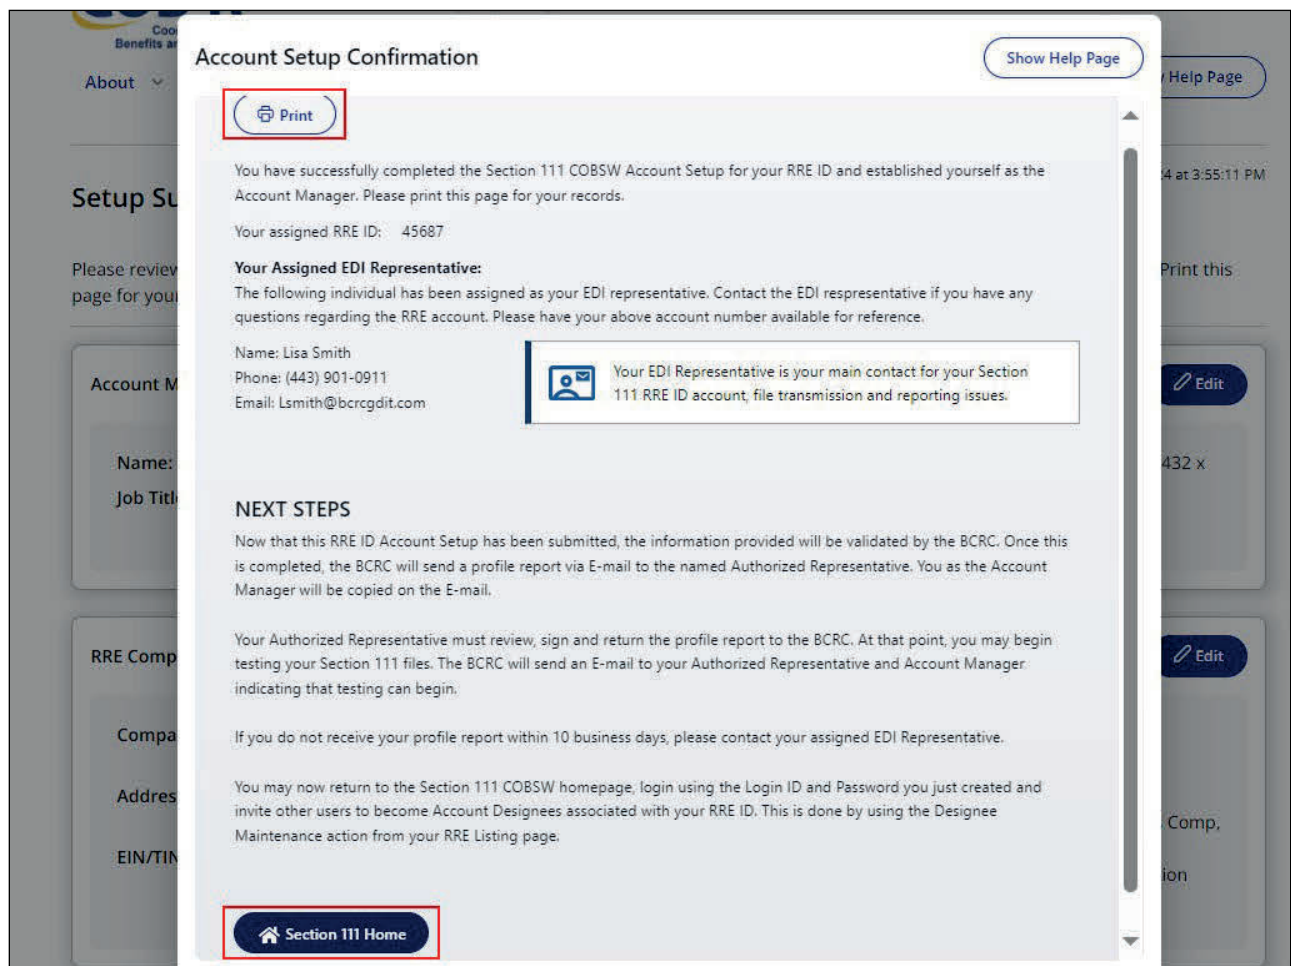 Coo
Benefits ar
About
Account Setup Confirmation
Show Help Page
Help Page
Print
4 at 3:55:11 PM
You have successfully completed the Section 111 COBSW Account Setup for your RRE ID and established yourself as the
Account Manager. Please print this page for your records.
Setup Su
Your assigned RRE ID: 45687
Please review
Print this
page for your
Your Assigned EDI Representative:
The following individual has been assigned as your EDI representative. Contact the EDI respresentative if you have any
questions regarding the RRE account. Please have your above account number available for reference.
Name: Lisa Smith
Phone: (443) 901-0911
Email: Lsmith@bcrcgdit.com
Your EDI Representative is your main contact for your Section
111 RRE ID account, file transmission and reporting issues.
Account M
Edit
Name:
432 x
Job Titl
NEXT STEPS
Now that this RRE ID Account Setup has been submitted, the information provided will be validated by the BCRC. Once this
is completed, the BCRC will send a profile report via E-mail to the named Authorized Representative. You as the Account
Manager will be copied on the E-mail.
Your Authorized Representative must review, sign and return the profile report to the BCRC. At that point, you may begin
testing your Section 111 files. The BCRC will send an E-mail to your Authorized Representative and Account Manager
indicating that testing can begin.
RRE Comp
Edit
If you do not receive your profile report within 10 business days, please contact your assigned EDI Representative.
Compa
You may now return to the Section 111 COBSW homepage, login using the Login ID and Password you just created and
invite other users to become Account Designees associated with your RRE ID. This is done by using the Designee
Maintenance action from your RRE Listing page.
Addres
Comp,
EIN/TIN
ion
Section 111 Home